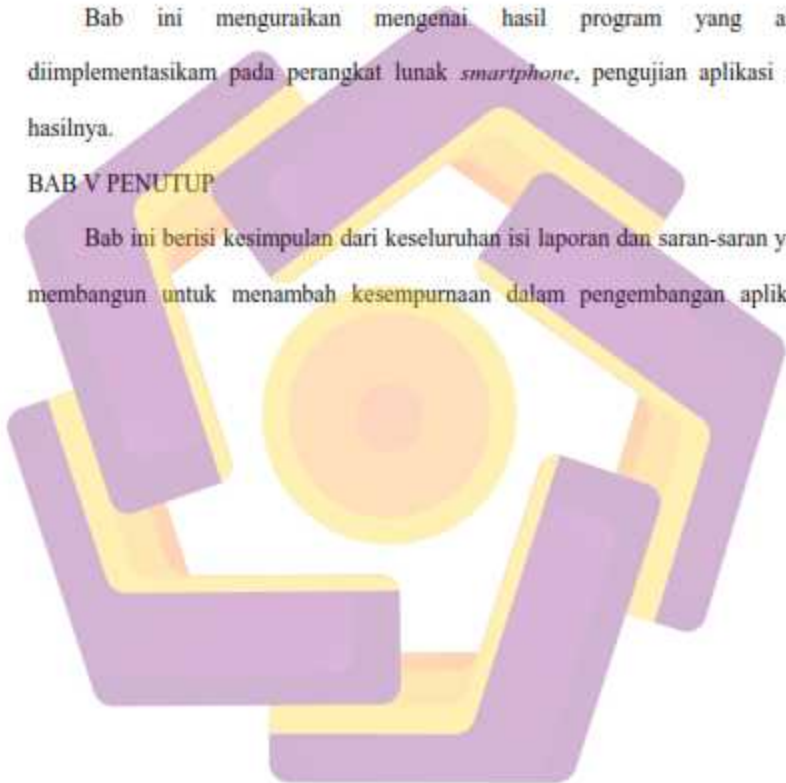 Bab ini menguraikan mengenai hasil program yang a
diimplementasikam pada perangkat lunak smartphone, pengujian aplikasi
hasilnya.
BAB V PENUTUP
Bab ini berisi kesimpulan dari keseluruhan isi laporan dan saran-saran y
membangun untuk menambah kesempurnaan dalam pengembangan aplik